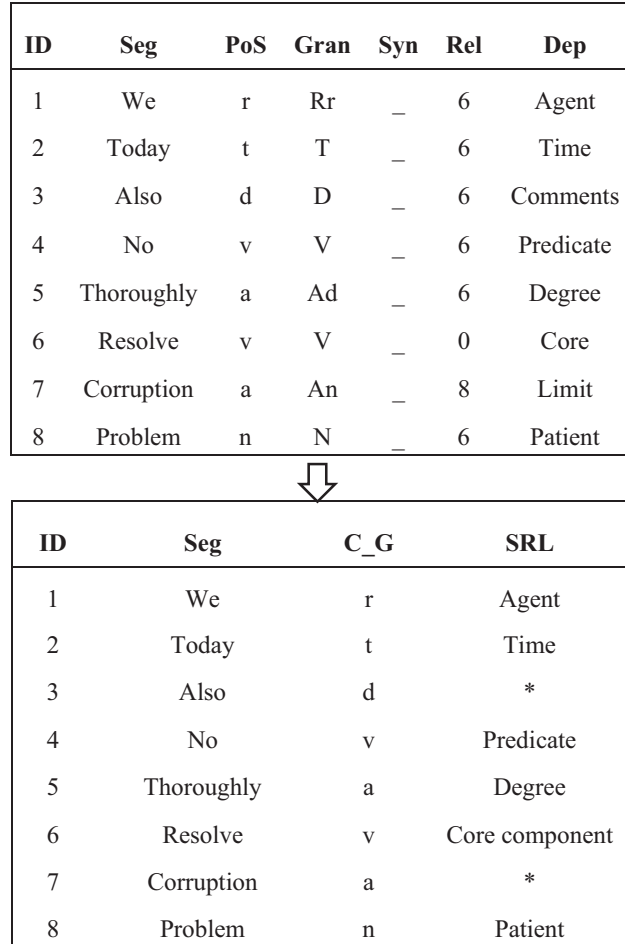 ID Seg PoS Gran Syn Rel Dep
1 We r Rr _ 6 Agent
2 Today t T _ 6 Time
3 Also d D _ 6 Comments
4 No v V _ 6 Predicate
5 Thoroughly a Ad _ 6 Degree
6 Resolve v V _ 0 Core
7 Corruption a An _ 8 Limit
8 Problem n N _ 6 Patient
ID Seg C_G SRL
1 We r Agent
2 Today t Time
3 Also d *
4 No v Predicate
5 Thoroughly a Degree
6 Resolve v Core component
7 Corruption a *
8 Problem n Patient